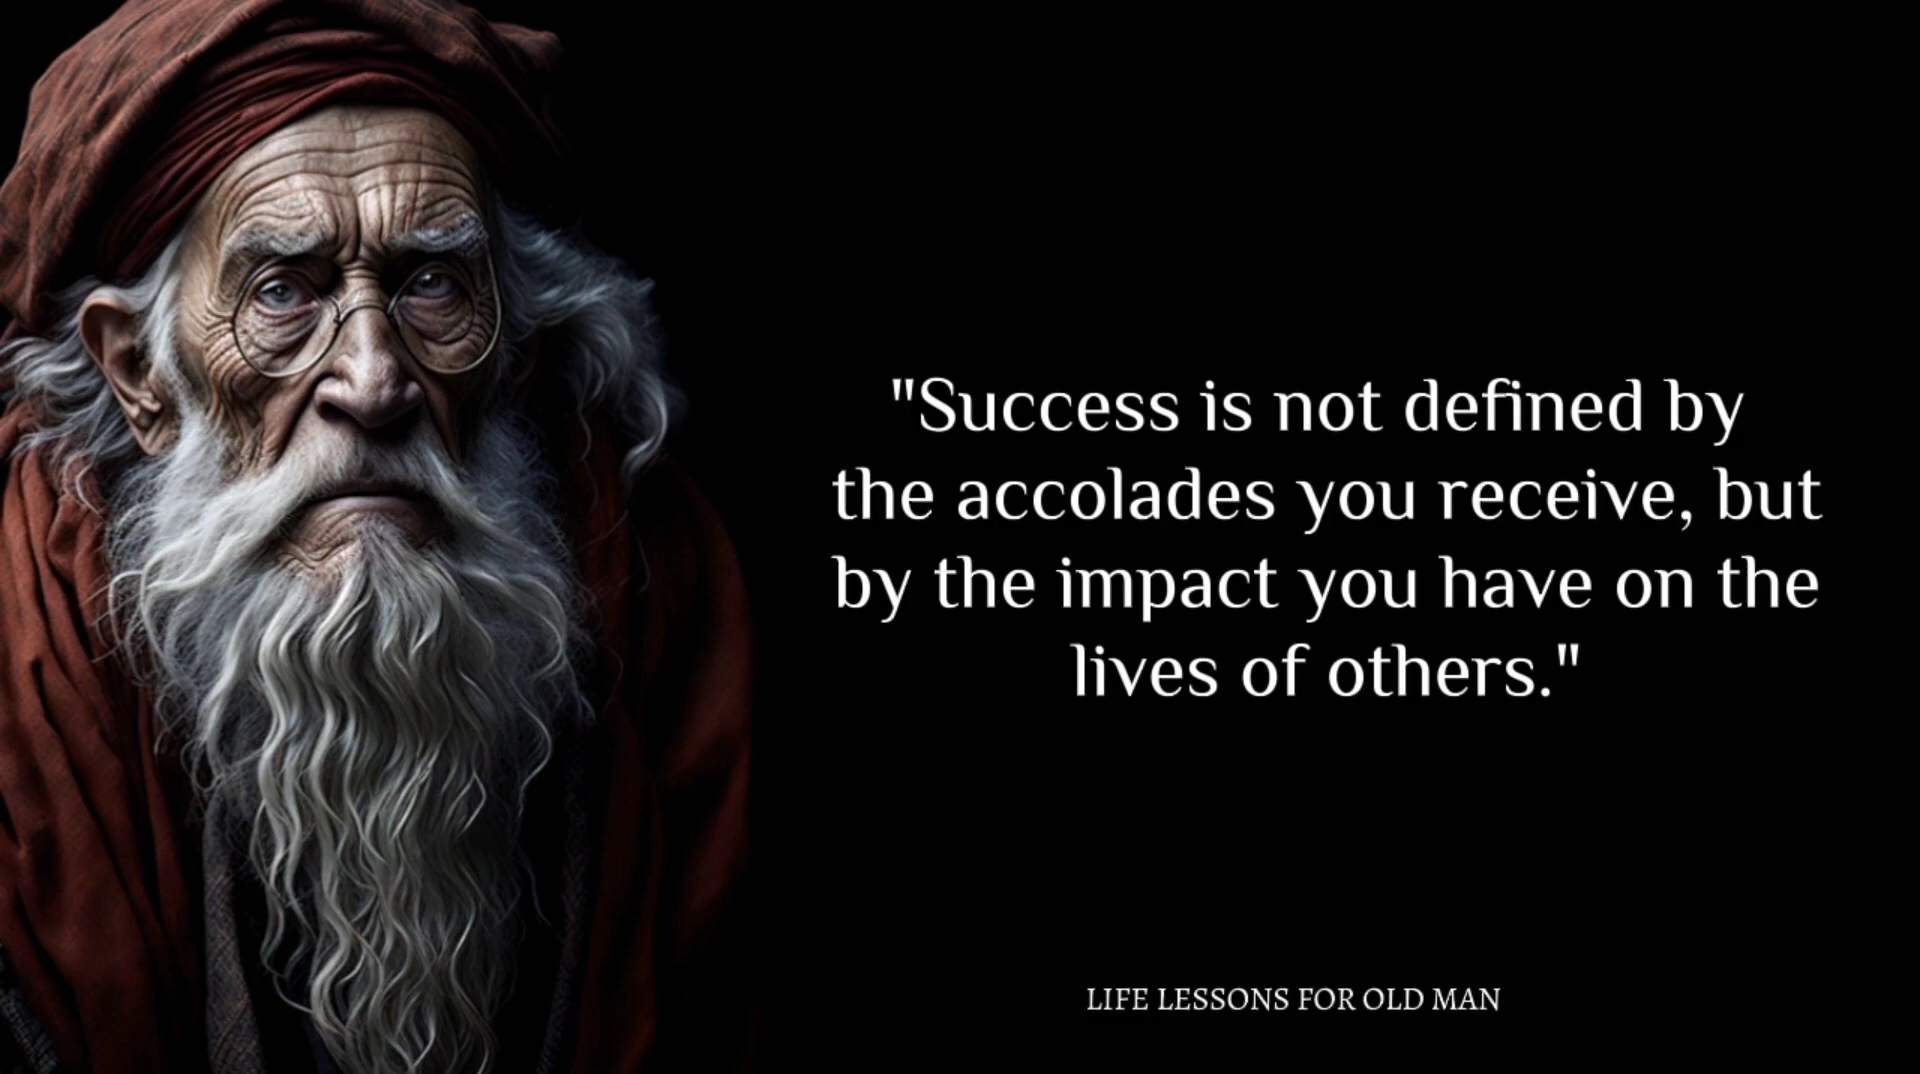 "Success is not defined by
the accolades you receive, but
by the impact you have on the
lives of others."
LIFE LESSONS FOR OLD MAN